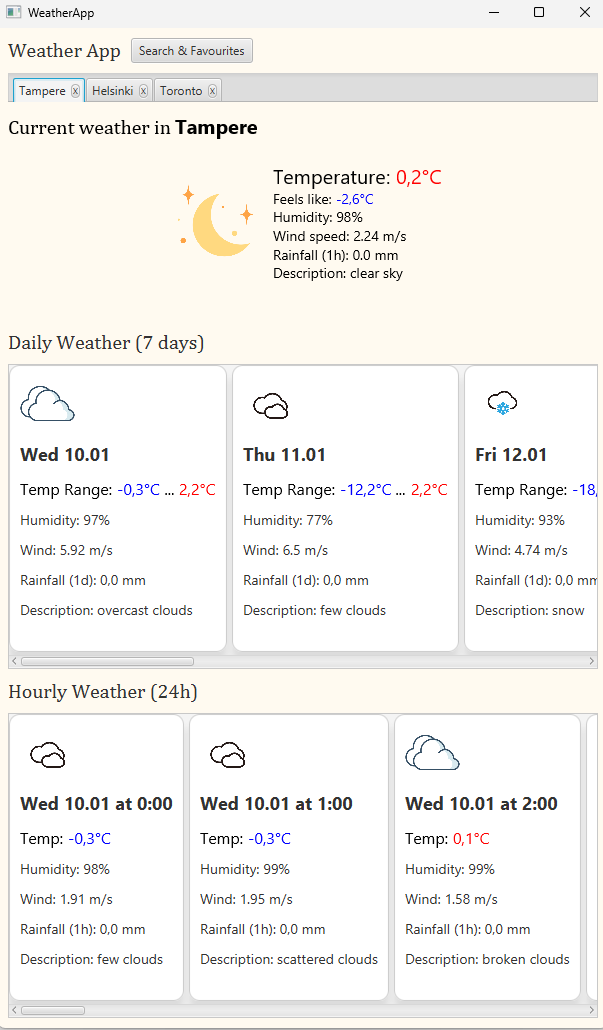 WeatherApp
Weather App Search & Favourites
Tampere x Helsinki x Toronto x
Current weather in Tampere
Temperature: 0,2°C
Feels like: -2,6°C
Humidity: 98%
Wind speed: 2.24 m/s
Rainfall (1h): 0.0 mm
Description: clear sky
Daily Weather (7 days)
Wed 10.01
Temp Range: -0,3°C ... 2,2°C
Humidity: 97%
Wind: 5.92 m/s
Rainfall (1d): 0,0 mm
Description: overcast clouds
Thu 11.01
Temp Range: -12,2°C ... 2,2°C
Humidity: 77%
Wind: 6.5 m/s
Rainfall (1d): 0,0 mm
Description: few clouds
Fri 12.01
Temp Range: -18,
Humidity: 93%
Wind: 4.74 m/s
Rainfall (1d): 0,0 mm
Description: snow
Hourly Weather (24h)
Wed 10.01 at 0:00
Temp: -0,3°C
Humidity: 98%
Wind: 1.91 m/s
Rainfall (1h): 0,0 mm
Description: few clouds
Wed 10.01 at 1:00
Temp: -0,3°C
Humidity: 99%
Wind: 1.95 m/s
Rainfall (1h): 0,0 mm
Description: scattered clouds
Wed 10.01 at 2:00
Temp: 0,1°C
Humidity: 99%
Wind: 1.58 m/s
Rainfall (1h): 0,0 mm
Description: broken clouds